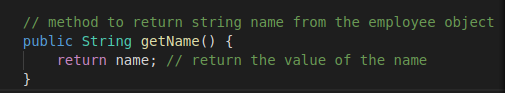 // method to return string name from the employee object
public String getName() {
    return name; // return the value of the name
}